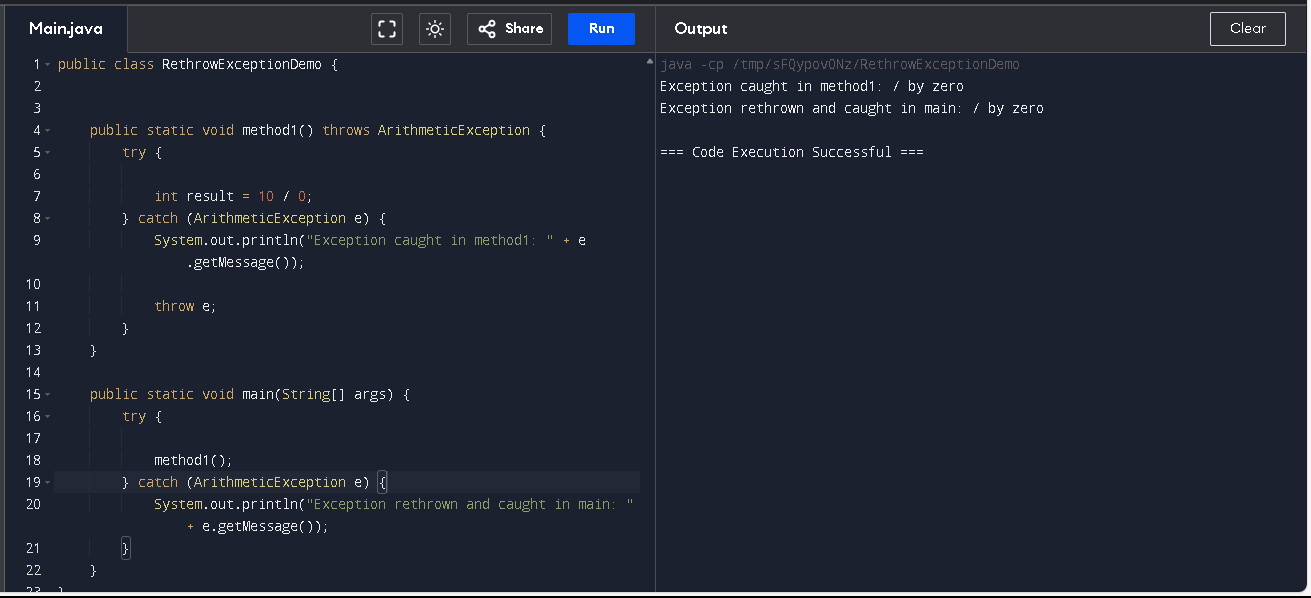 Main.java
Share
Run
Output
Clear
1 public class RethrowExceptionDemo {
2
3
4 public static void method1() throws ArithmeticException {
5 try {
6
7 int result = 10 / 0;
8 } catch (ArithmeticException e) {
9 System.out.println("Exception caught in method1: " + e
.getMessage());
10
11 throw e;
12 }
13 }
14
15 public static void main(String[] args) {
16 try {
17
18 method1();
19 } catch (ArithmeticException e) {
20 System.out.println("Exception rethrown and caught in main: "
+ e.getMessage());
21 }
22 }
23 }
java -cp /tmp/sFQypovONz/RethrowExceptionDemo
Exception caught in method1: / by zero
Exception rethrown and caught in main: / by zero
=== Code Execution Successful ===